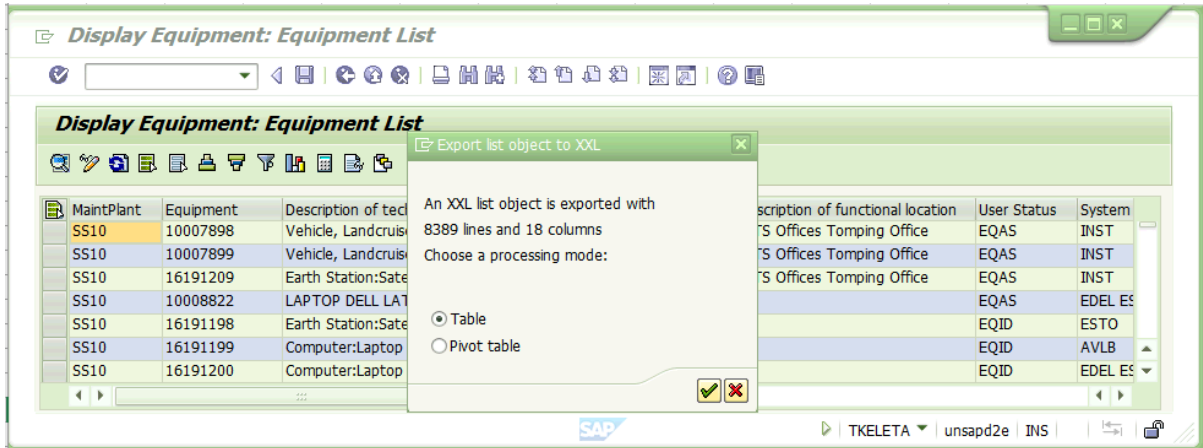 Display Equipment: Equipment List
Display Equipment: Equipment List
Export list object to XXL
An XXL list object is exported with
8389 lines and 18 columns
Choose a processing mode:
Table
Pivot table
MaintPlant Equipment Description of tecl scription of functional location User Status System
SS10 10007898 Vehicle, Landcruis TS Offices Tomping Office EQAS INST
SS10 10007899 Vehicle, Landcruis TS Offices Tomping Office EQAS INST
SS10 16191209 Earth Station:Sate TS Offices Tomping Office EQAS INST
SS10 10008822 LAPTOP DELL LAT EQAS EDEL ES
SS10 16191198 Earth Station:Sate EQID ESTO
SS10 16191199 Computer:Laptop EQID AVLB
SS10 16191200 Computer:Laptop EQID EDEL ES
SAP TKELETA unsapd2e INS